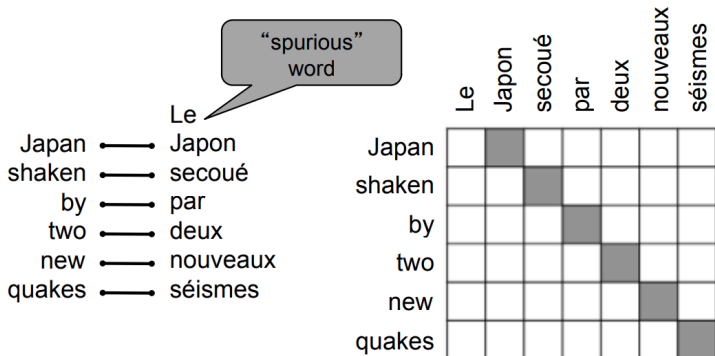 “spurious”
word
Le
Japan Japon
shaken secoué
by par
two deux
new nouveaux
quakes séismes
Le Japon secoué par deux nouveaux séismes
Japan
shaken
by
two
new
quakes